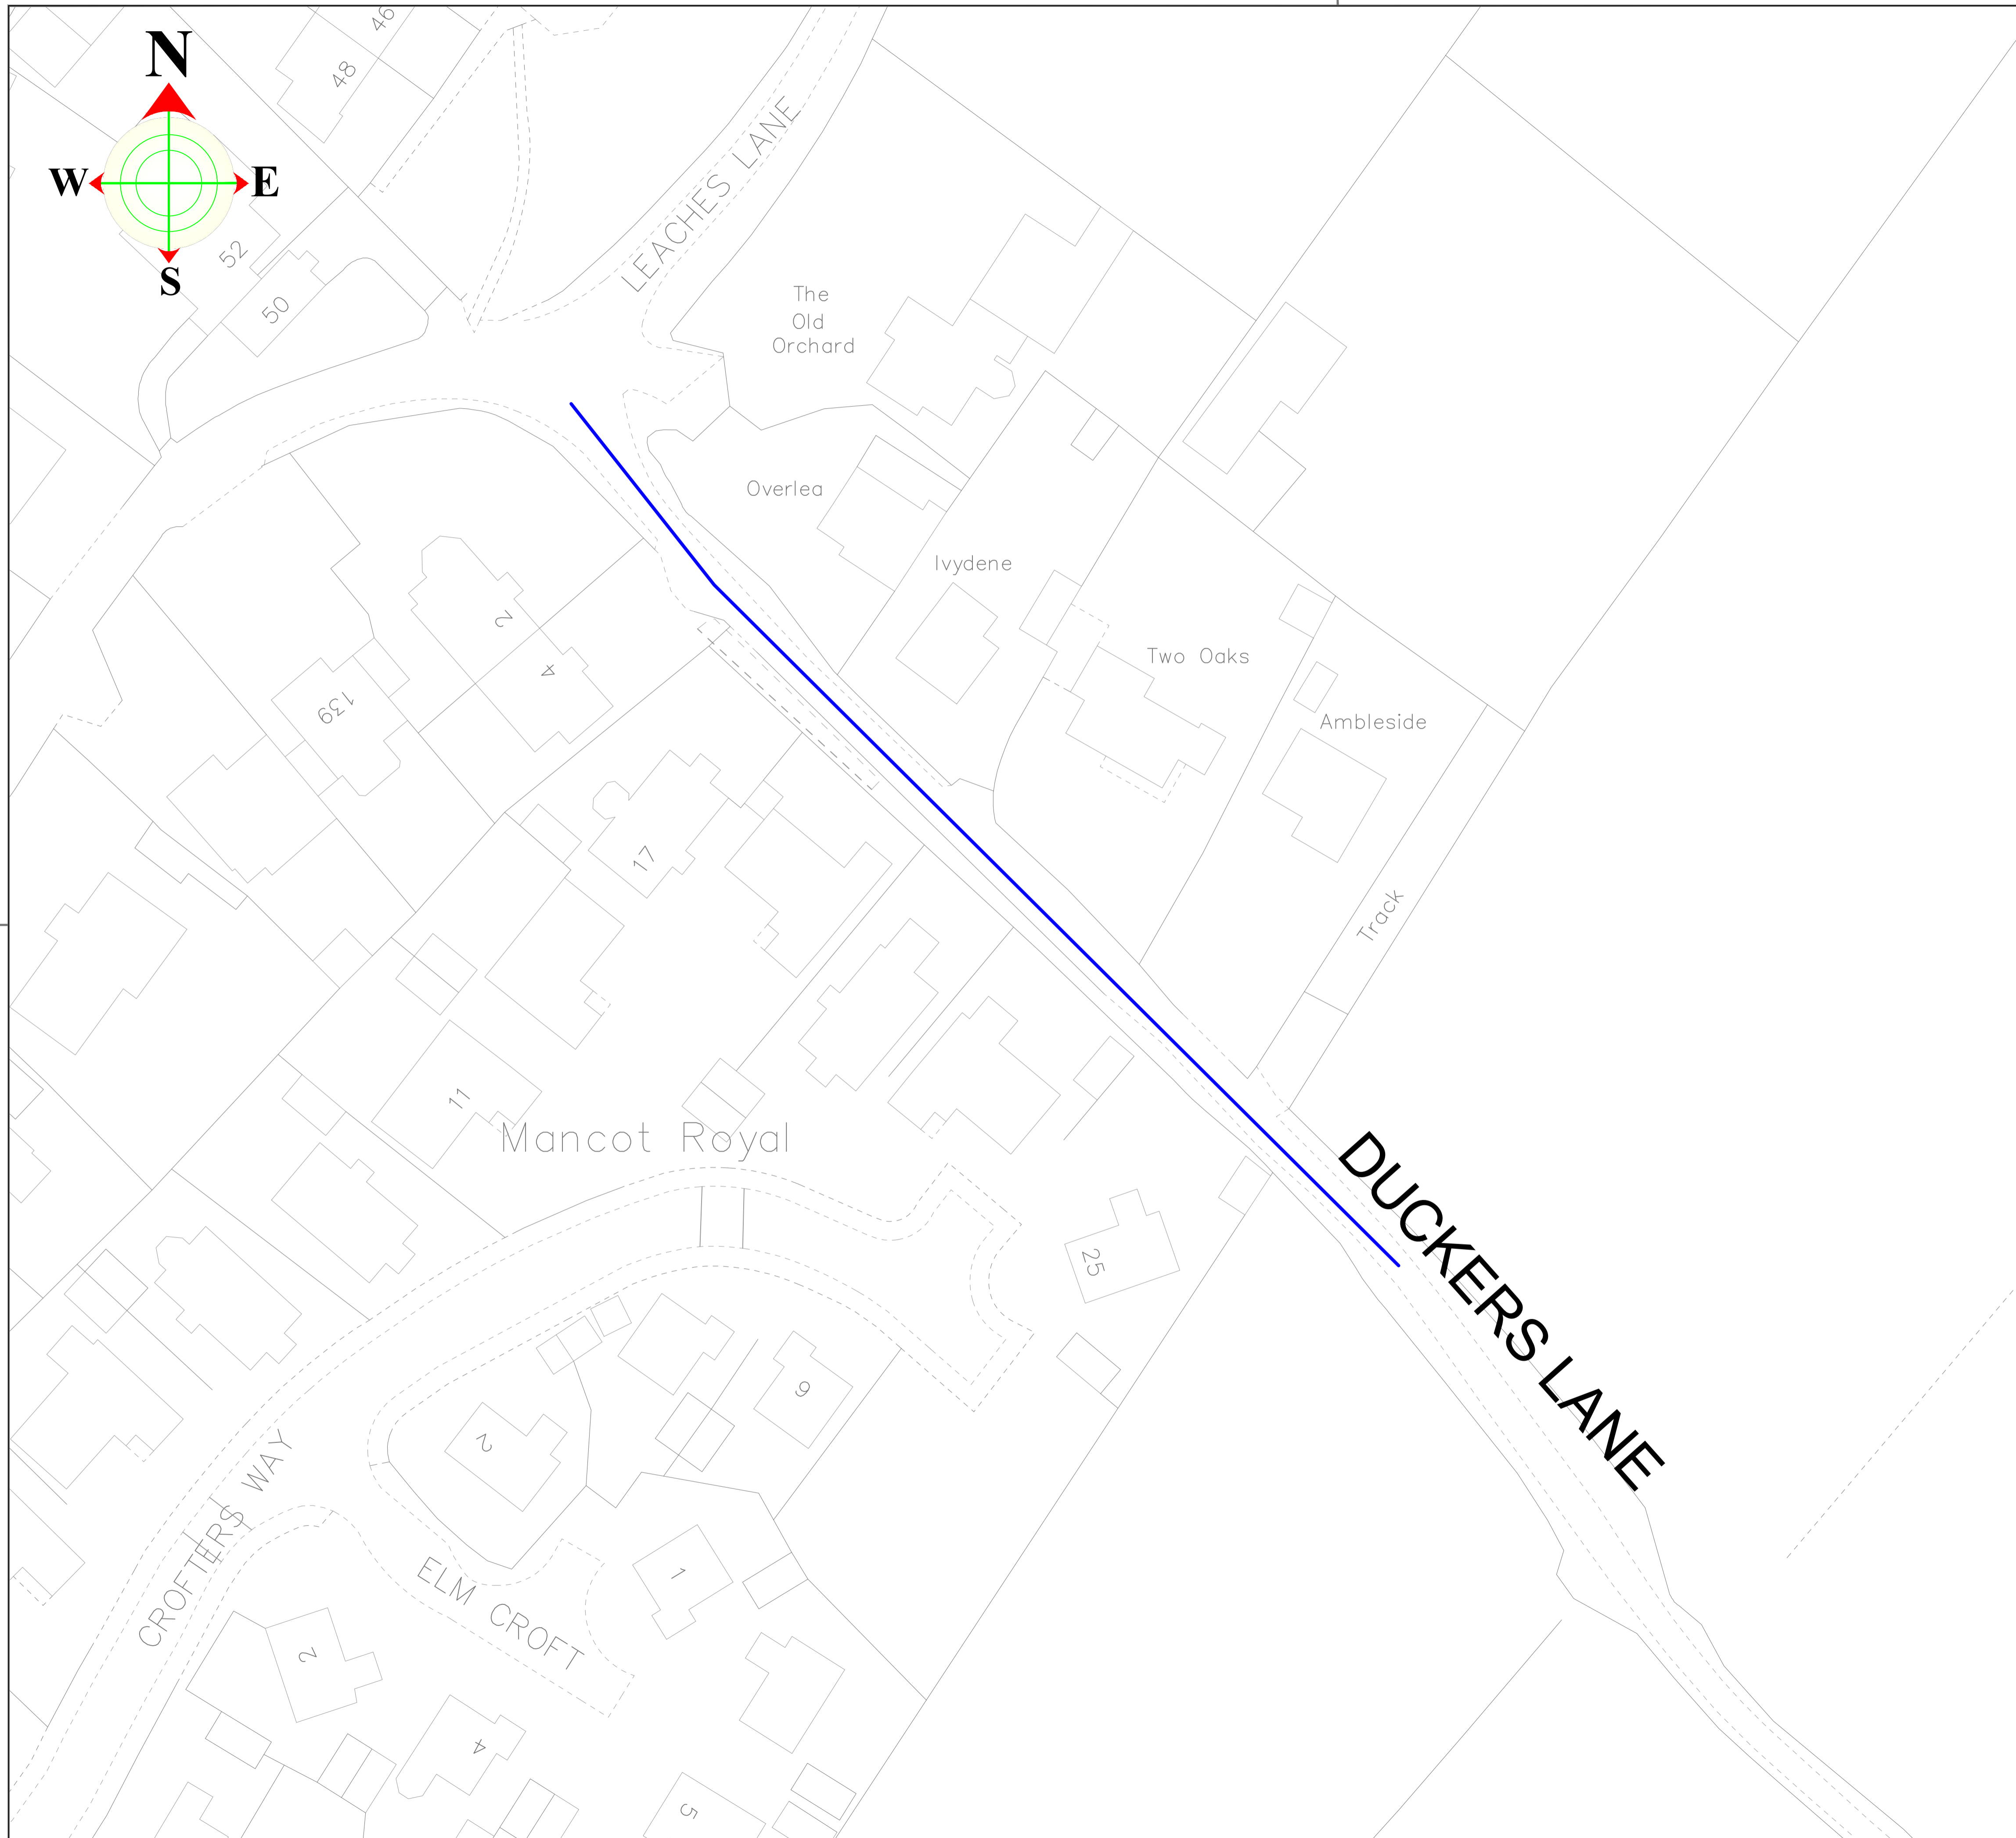 N
W
E
S
46
48
52
50
LEACHES LANE
The
Old
Orchard
Overlea
Ivydene
Two Oaks
Ambleside
Track
2
4
139
17
11
Mancot Royal
25
DUCKERS LANE
9
2
1
CROFTERS WAY
ELM CROFT
2
4
5